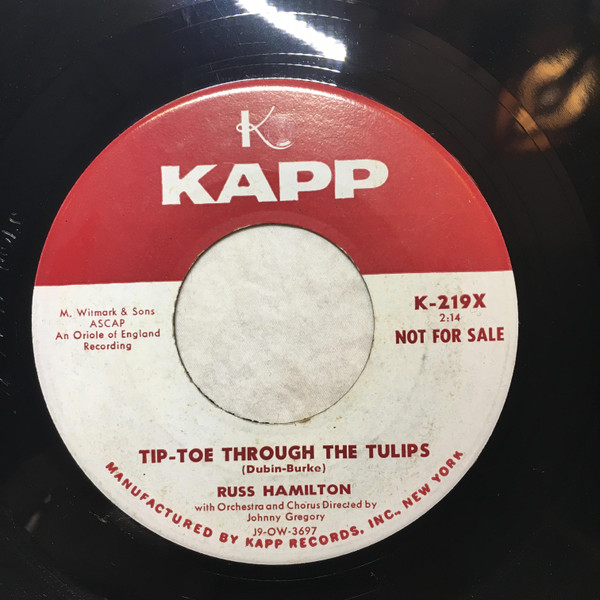 K
KAPP
M. Witmark & Sons
ASCAP
An Oriole of England
Recording
K-219X
2:14
NOT FOR SALE
TIP-TOE THROUGH THE TULIPS
(Dubin-Burke)
RUSS HAMILTON
with Orchestra and Chorus Directed by
Johnny Gregory
J9-OW-3697
MANUFACTURED BY KAPP RECORDS, INC., NEW YORK